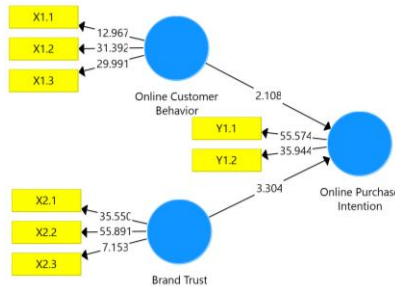 X1.1
12.967
X1.2
31.392
X1.3
29.991
Online Customer
Behavior
2.108
Y1.1
55.574
Y1.2
35.944
Online Purchase
Intention
3.304
X2.1
35.550
X2.2
55.891
X2.3
7.153
Brand Trust